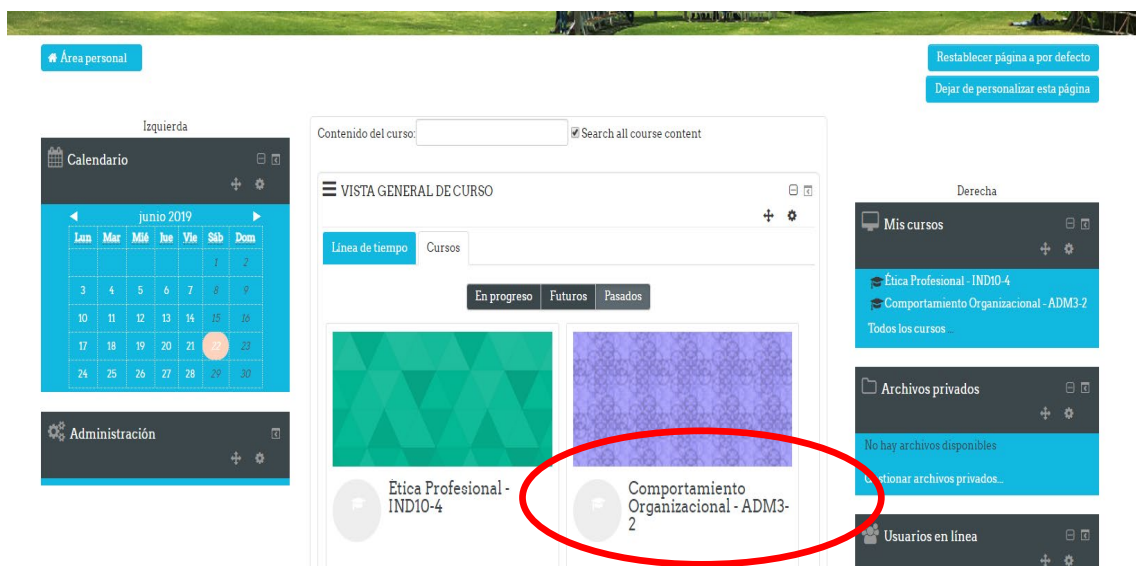 Área personal
Restablecer página a por defecto
Dejar de personalizar esta página
Izquierda
Calendario
junio 2019
Lun Mar Mié Jue Vie Sáb Dom
1 2
3 4 5 6 7 8 9
10 11 12 13 14 15 16
17 18 19 20 21 22 23
24 25 26 27 28 29 30
Administración
Contenido del curso:
Search all course content
VISTA GENERAL DE CURSO
Línea de tiempo Cursos
En progreso Futuros Pasados
Ética Profesional -
IND10-4
Comportamiento
Organizacional - ADM3-
2
Derecha
Mis cursos
Ética Profesional - IND10-4
Comportamiento Organizacional - ADM3-2
Todos los cursos ...
Archivos privados
No hay archivos disponibles
Gestionar archivos privados...
Usuarios en línea